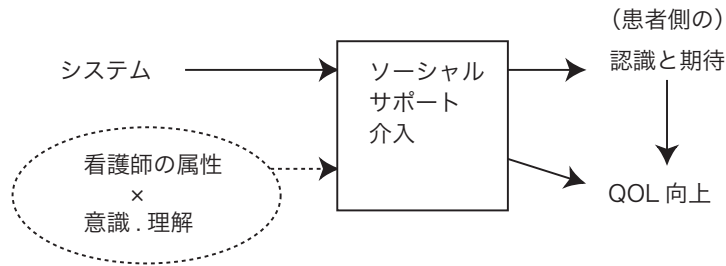 システム
看護師の属性
×
意識 . 理解
ソーシャル
サポート
介入
（患者側の）
認識と期待
QOL 向上